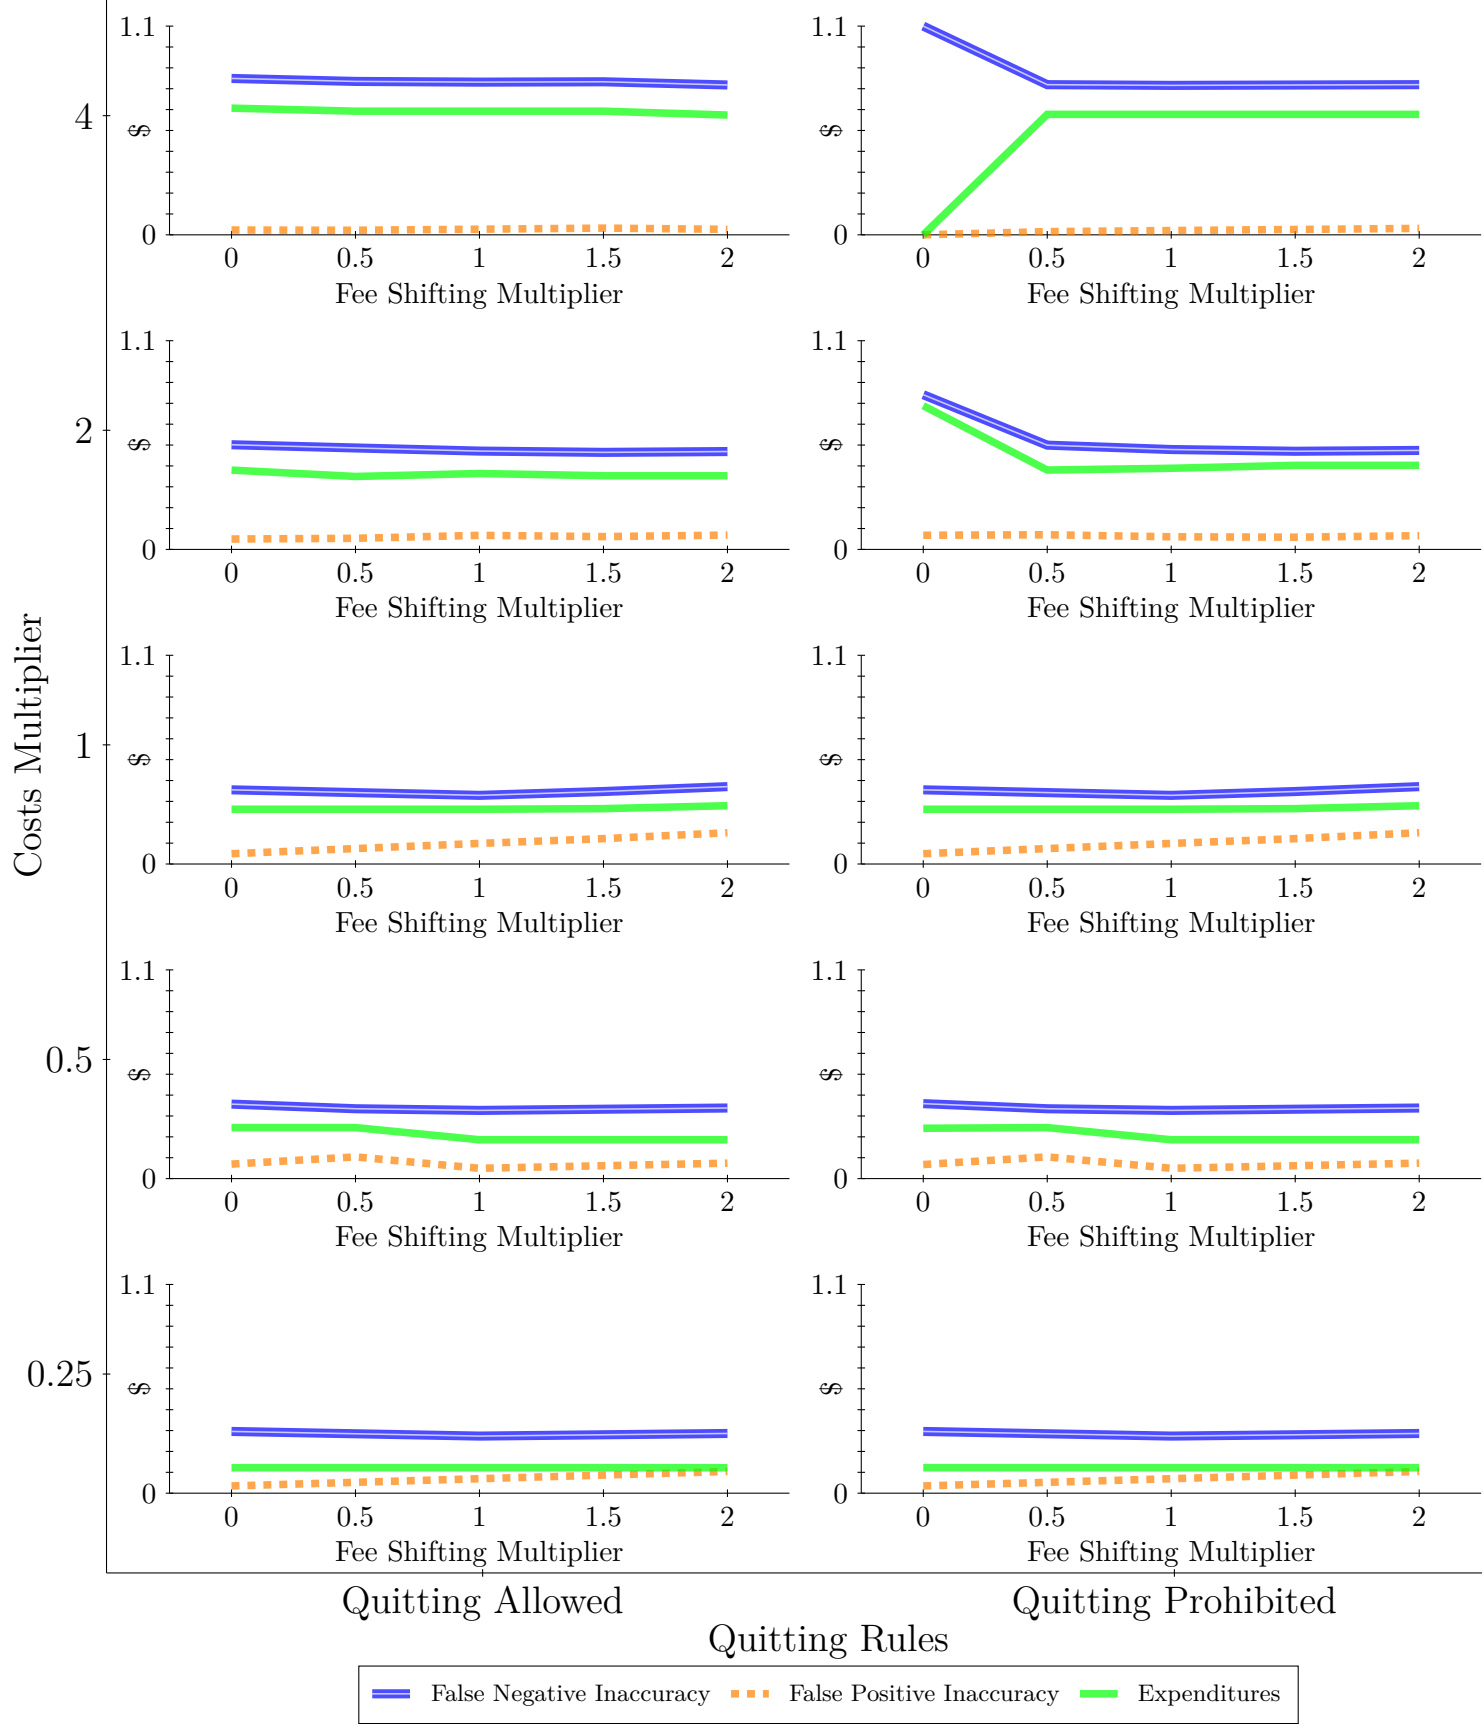 Costs Multiplier
4
1.1
$
0
0 0.5 1 1.5 2
Fee Shifting Multiplier
1.1
$
0
0 0.5 1 1.5 2
Fee Shifting Multiplier
2
1.1
$
0
0 0.5 1 1.5 2
Fee Shifting Multiplier
1.1
$
0
0 0.5 1 1.5 2
Fee Shifting Multiplier
1
1.1
$
0
0 0.5 1 1.5 2
Fee Shifting Multiplier
1.1
$
0
0 0.5 1 1.5 2
Fee Shifting Multiplier
0.5
1.1
$
0
0 0.5 1 1.5 2
Fee Shifting Multiplier
1.1
$
0
0 0.5 1 1.5 2
Fee Shifting Multiplier
0.25
1.1
$
0
0 0.5 1 1.5 2
Fee Shifting Multiplier
1.1
$
0
0 0.5 1 1.5 2
Fee Shifting Multiplier
Quitting Allowed Quitting Prohibited
Quitting Rules
False Negative Inaccuracy False Positive Inaccuracy Expenditures